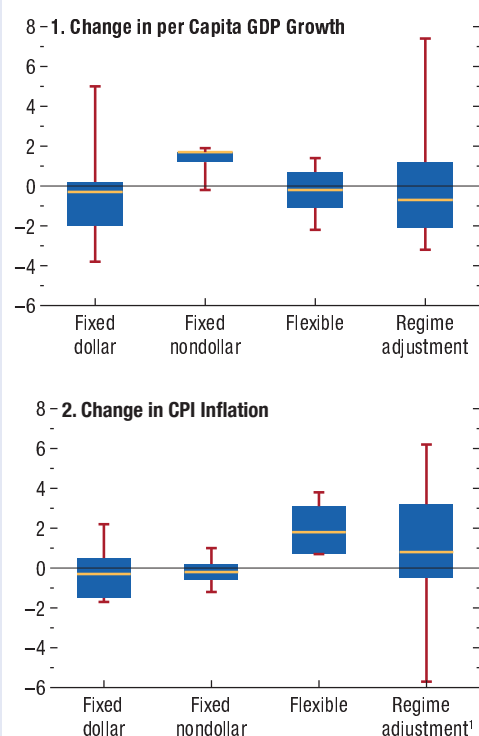 1. Change in per Capita GDP Growth
8
6
4
2
0
–2
–4
–6
Fixed dollar
Fixed nondollar
Flexible
Regime adjustment
2. Change in CPI Inflation
8
6
4
2
0
–2
–4
–6
Fixed dollar
Fixed nondollar
Flexible
Regime adjustment¹